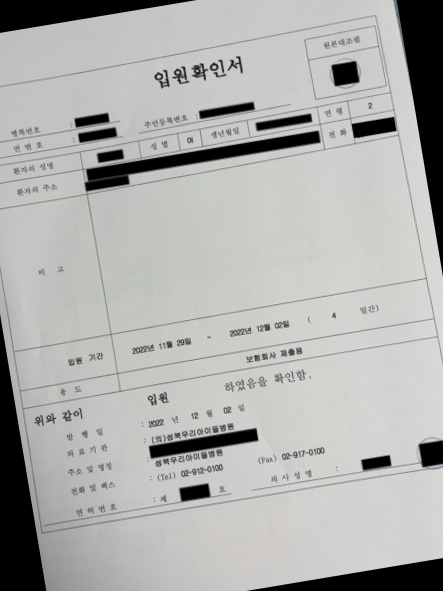 입원확인서
원본대조필
병록번호 :
연 번 호 :
주민등록번호 :
환자의 성명
성 별
여
생년월일
연 령
2
환자의 주소
전 화
비 고
입원 기간
2022년 11월 29일 ~ 2022년 12월 02일 ( 4 일간)
용 도
보험회사 제출용
위와 같이 입원 하였음을 확인함.
발 행 일 : 2022 년 12 월 02 일
의 료 기 관 : (의)성북우리아이들병원
주소 및 명칭 :
성북우리아이들병원
전화 및 팩스 : (Tel) 02-912-0100 (Fax) 02-917-0100
면 허 번 호 : 제 호 의 사 성 명 :